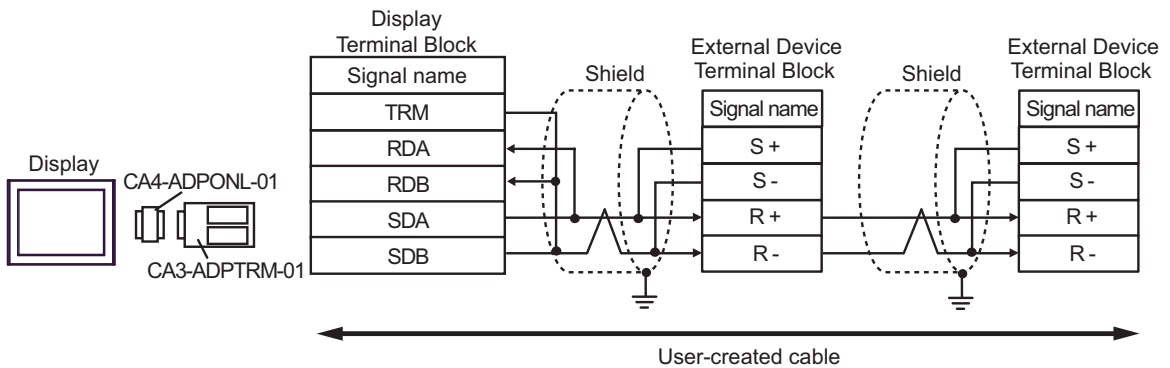 Display
CA4-ADPONL-01
CA3-ADPTRM-01
Display
Terminal Block
Signal name
TRM
RDA
RDB
SDA
SDB
Shield
External Device
Terminal Block
Signal name
S +
S -
R +
R -
Shield
External Device
Terminal Block
Signal name
S +
S -
R +
R -
User-created cable